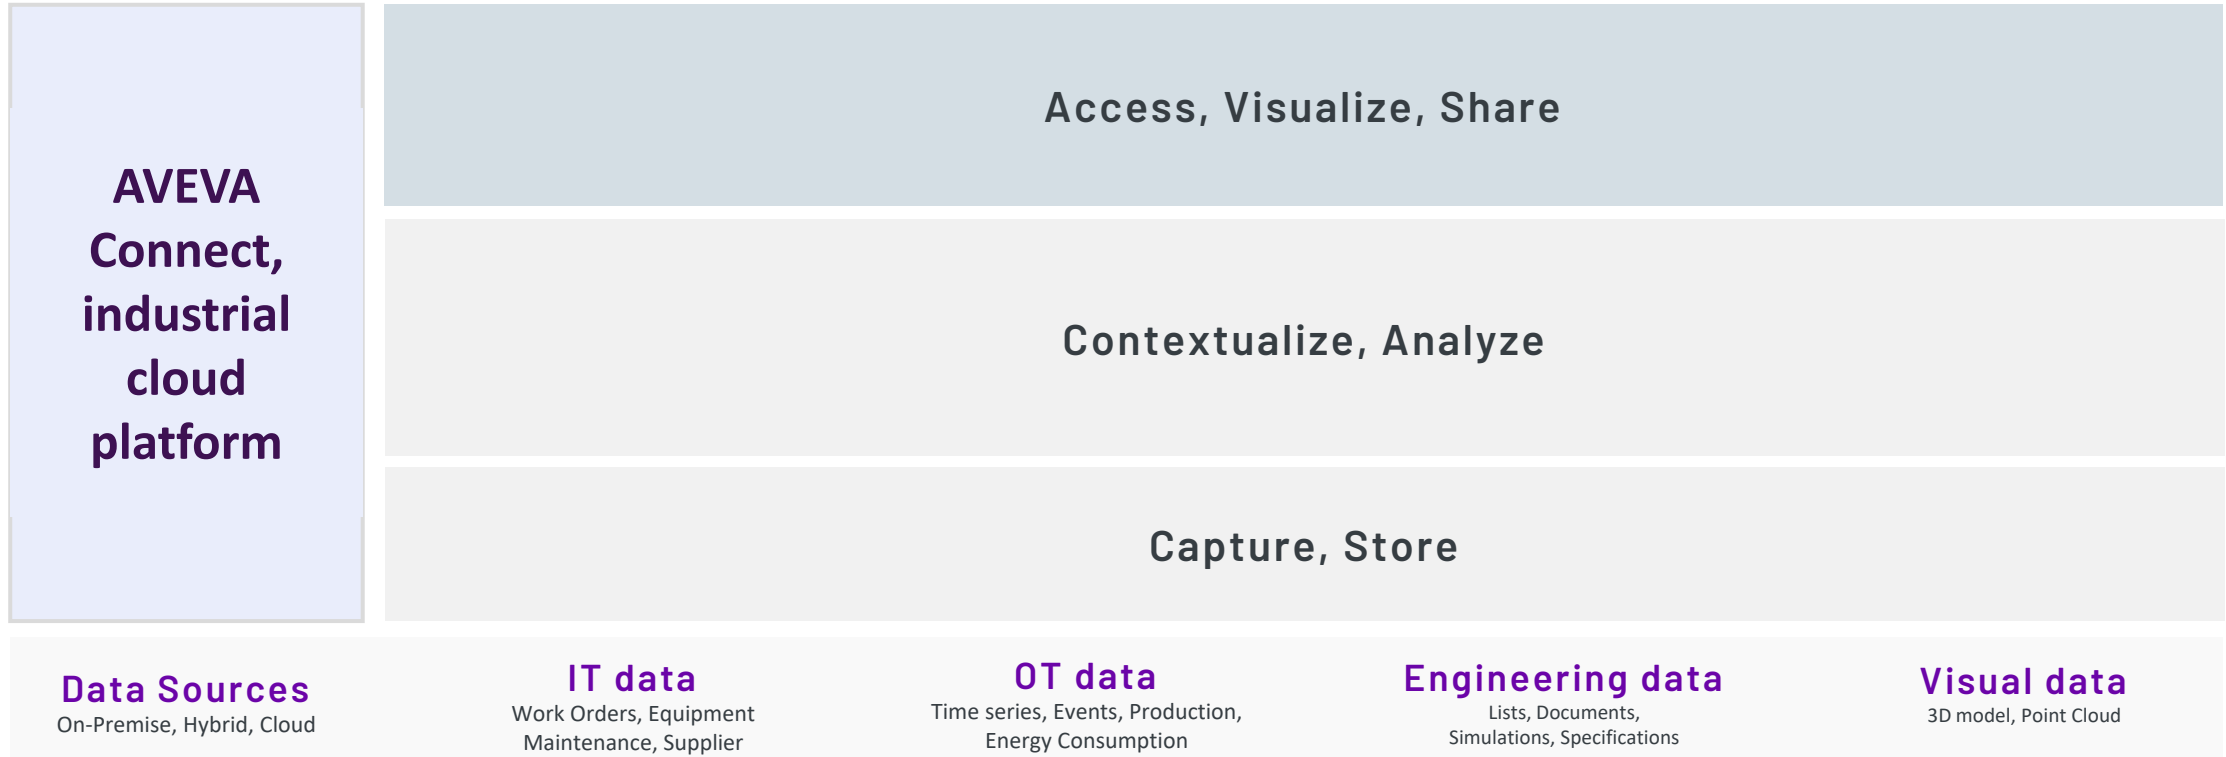 AVEVA
Connect,
industrial
cloud
platform
Access, Visualize, Share
Contextualize, Analyze
Capture, Store
Data Sources
On-Premise, Hybrid, Cloud
IT data
Work Orders, Equipment
Maintenance, Supplier
OT data
Time series, Events, Production,
Energy Consumption
Engineering data
Lists, Documents,
Simulations, Specifications
Visual data
3D model, Point Cloud